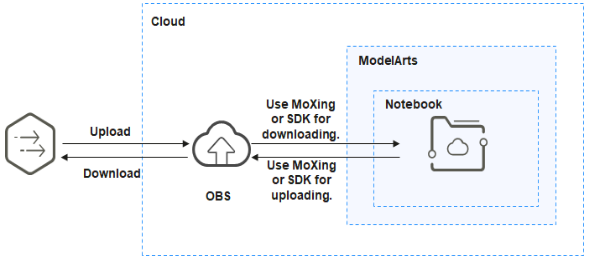 Cloud
ModelArts
Notebook
Use MoXing
or SDK for
downloading.
Upload
Download
Use MoXing
or SDK for
uploading.
OBS